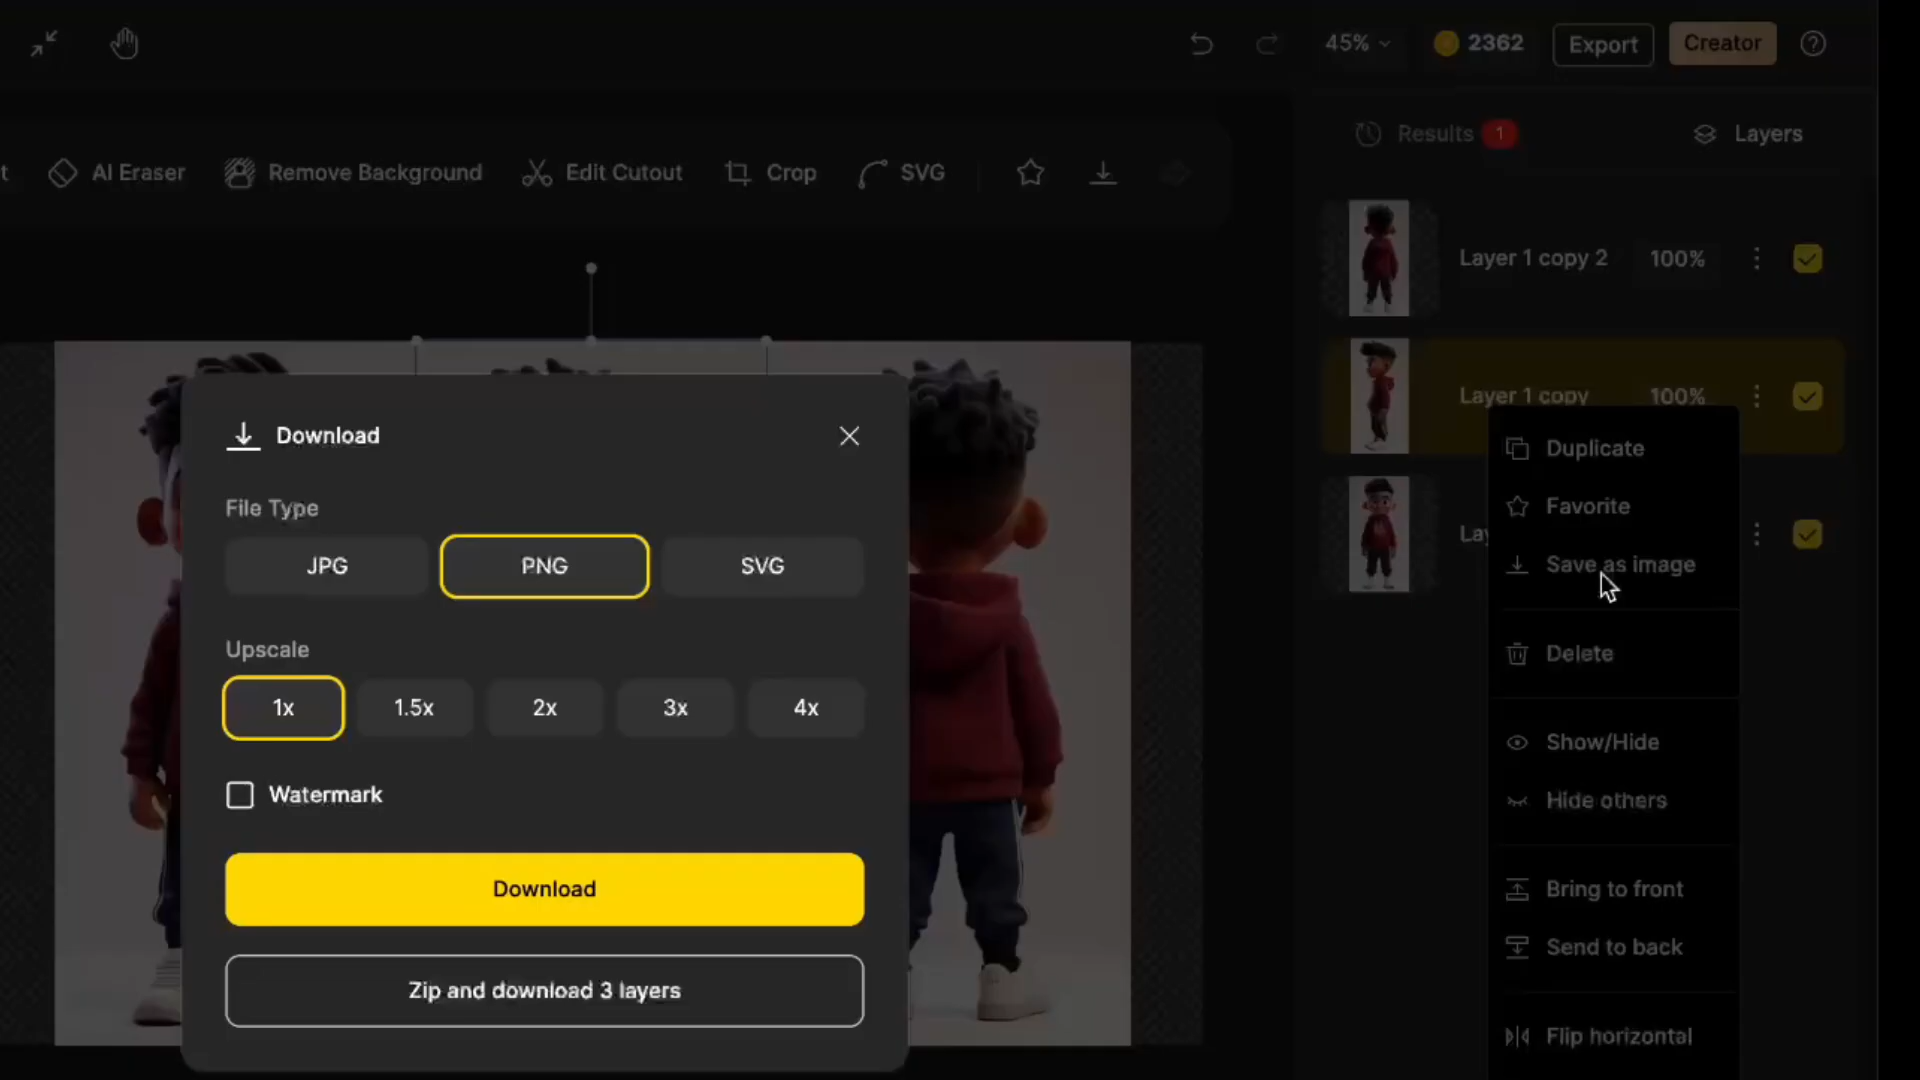 45%
2362
Export
Creator
t
AI Eraser
Remove Background
Edit Cutout
Crop
SVG
Results 1
Layers
Layer 1 copy 2
100%
Layer 1 copy
100%
Lay
Duplicate
Favorite
Save as image
Delete
Show/Hide
Hide others
Bring to front
Send to back
Flip horizontal
Download
File Type
JPG
PNG
SVG
Upscale
1x
1.5x
2x
3x
4x
Watermark
Download
Zip and download 3 layers